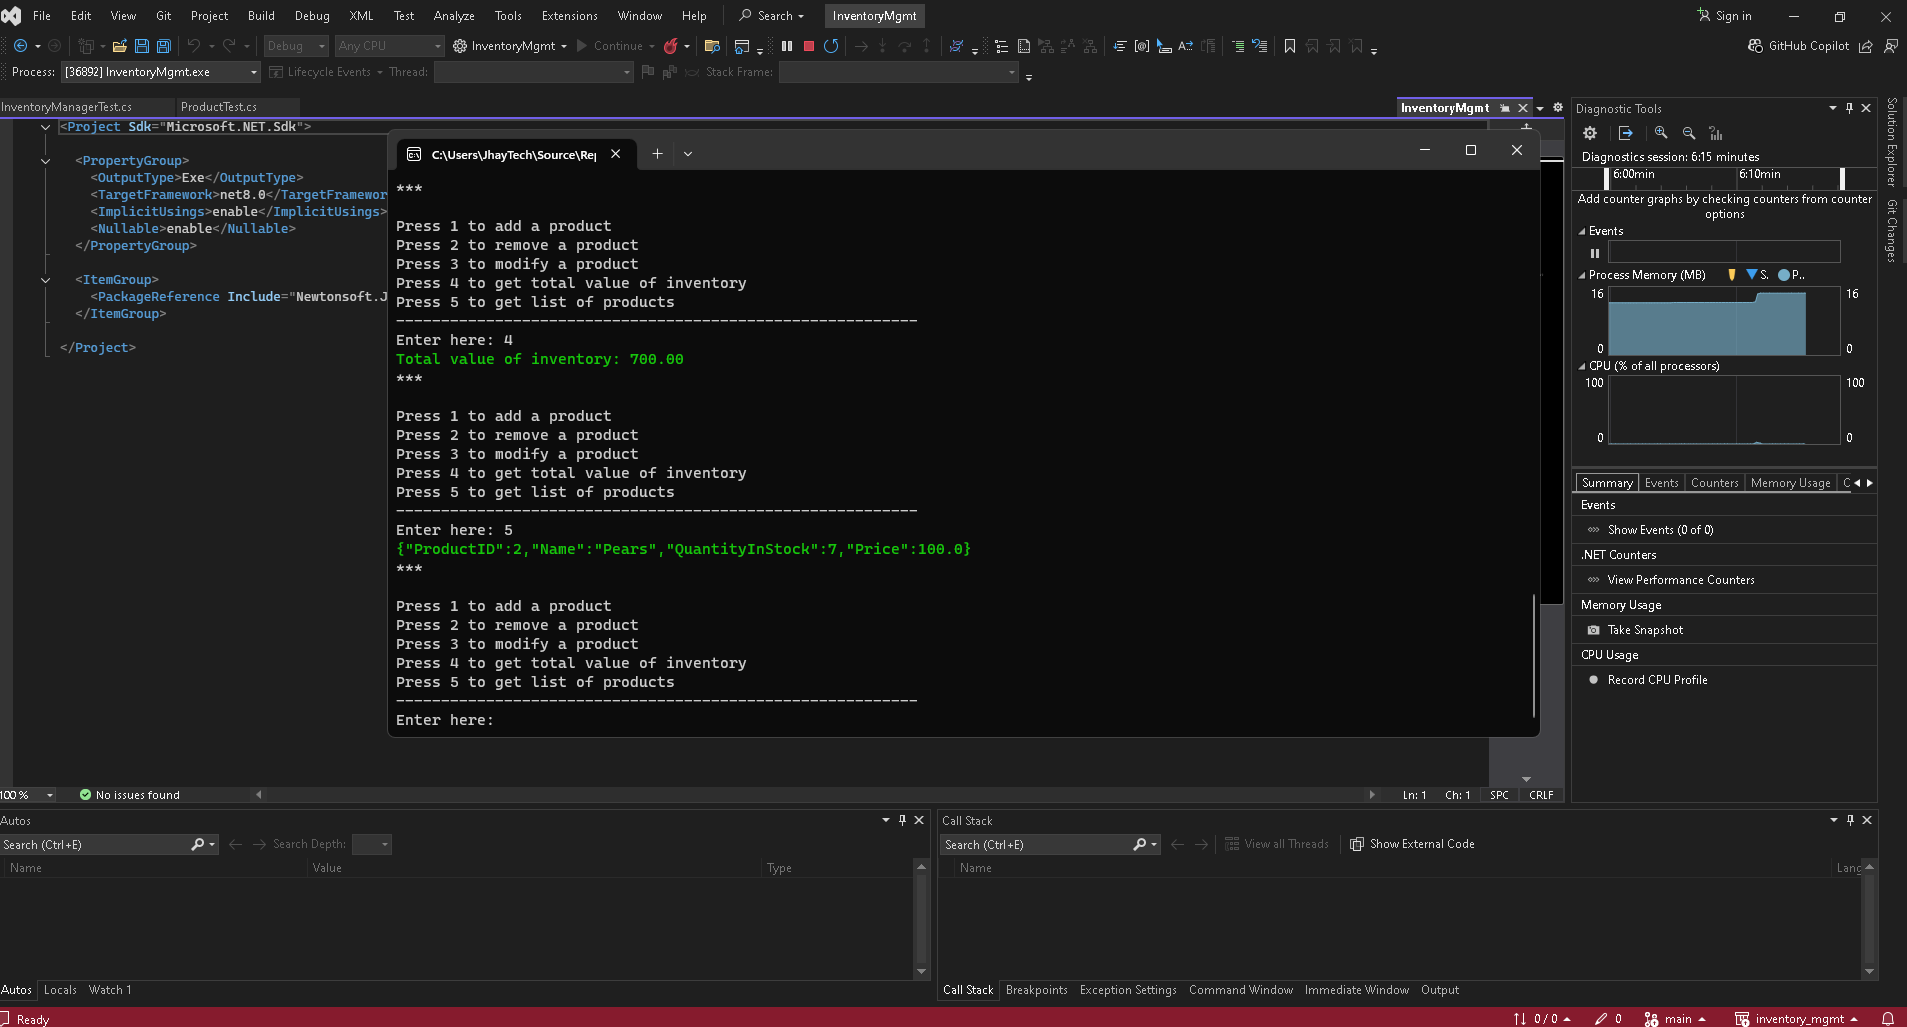 File Edit View Git Project Build Debug XML Test Analyze Tools Extensions Window Help Search InventoryMgmt Sign in
Debug Any CPU InventoryMgmt Continue GitHub Copilot
Process: [36892] InventoryMgmt.exe Lifecycle Events Thread: Stack Frame:
InventoryManagerTest.cs ProductTest.cs InventoryMgmt
<Project Sdk="Microsoft.NET.Sdk">
<PropertyGroup>
<OutputType>Exe</OutputType>
<TargetFramework>net8.0</TargetFramewor
<ImplicitUsings>enable</ImplicitUsings>
<Nullable>enable</Nullable>
</PropertyGroup>
<ItemGroup>
<PackageReference Include="Newtonsoft.J
</ItemGroup>
</Project>
C:\Users\JhayTech\Source\Rep
***
Press 1 to add a product
Press 2 to remove a product
Press 3 to modify a product
Press 4 to get total value of inventory
Press 5 to get list of products
----------------------------------------------------------
Enter here: 4
Total value of inventory: 700.00
***
Press 1 to add a product
Press 2 to remove a product
Press 3 to modify a product
Press 4 to get total value of inventory
Press 5 to get list of products
----------------------------------------------------------
Enter here: 5
{"ProductID":2,"Name":"Pears","QuantityInStock":7,"Price":100.0}
***
Press 1 to add a product
Press 2 to remove a product
Press 3 to modify a product
Press 4 to get total value of inventory
Press 5 to get list of products
----------------------------------------------------------
Enter here:
Diagnostic Tools
Diagnostics session: 6:15 minutes
6:00min 6:10min
Add counter graphs by checking counters from counter
options
Events
Process Memory (MB) S. P..
16 16
0 0
CPU (% of all processors)
100 100
0 0
Summary Events Counters Memory Usage C
Events
Show Events (0 of 0)
.NET Counters
View Performance Counters
Memory Usage
Take Snapshot
CPU Usage
Record CPU Profile
Solution Explorer
Git Changes
100 % No issues found Ln: 1 Ch: 1 SPC CRLF
Autos
Search (Ctrl+E) Search Depth:
Name Value Type
Autos Locals Watch 1
Call Stack
Search (Ctrl+E) View all Threads Show External Code
Name Lang
Call Stack Breakpoints Exception Settings Command Window Immediate Window Output
Ready 0 / 0 0 main inventory_mgmt